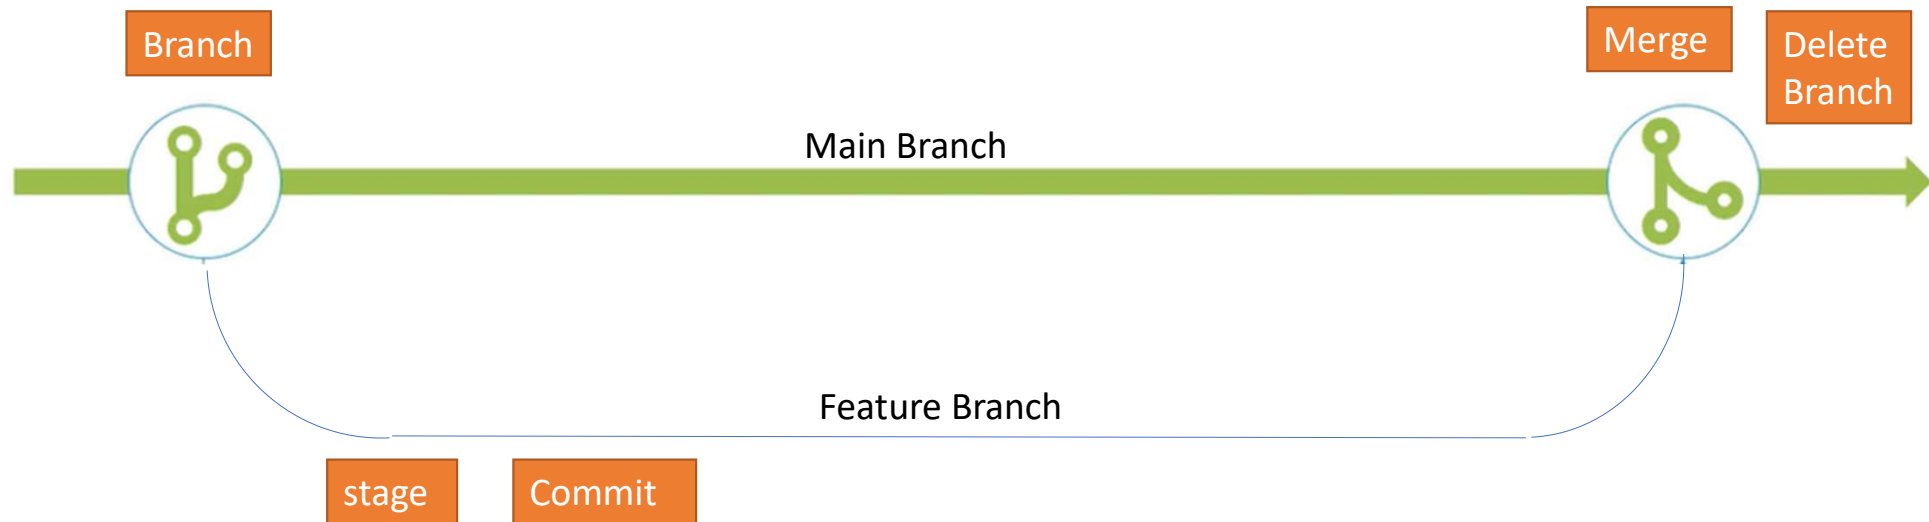 Branch
Merge
Delete
Branch
Main Branch
Feature Branch
stage
Commit